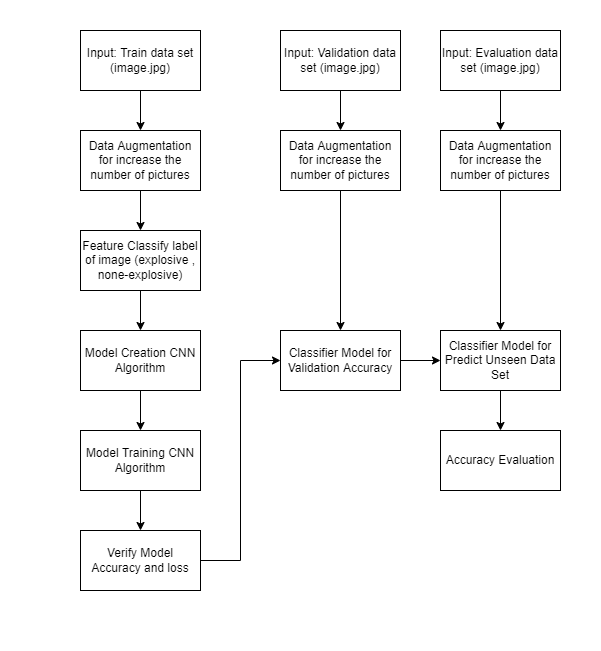 Input: Train data set
(image.jpg)
Input: Validation data
set (image.jpg)
Input: Evaluation data
set (image.jpg)
Data Augmentation
for increase the
number of pictures
Data Augmentation
for increase the
number of pictures
Data Augmentation
for increase the
number of pictures
Feature Classify label
of image (explosive ,
none-explosive)
Model Creation CNN
Algorithm
Classifier Model for
Validation Accuracy
Classifier Model for
Predict Unseen Data
Set
Model Training CNN
Algorithm
Accuracy Evaluation
Verify Model
Accuracy and loss